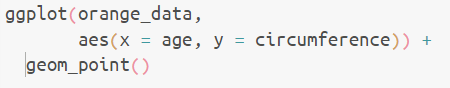 ggplot(orange_data,
       aes(x = age, y = circumference)) +
  geom_point()